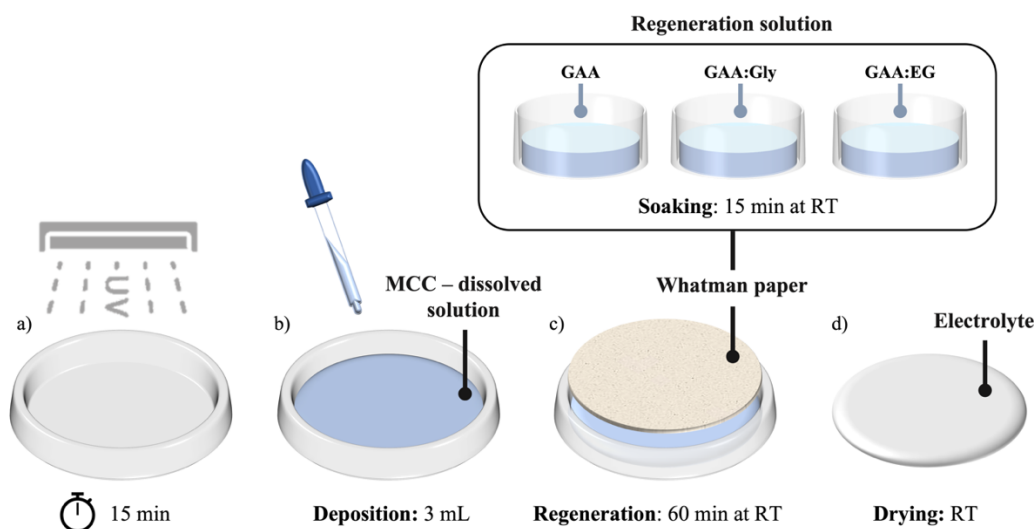 Regeneration solution
GAA
GAA:Gly
GAA:EG
Soaking: 15 min at RT
UV
MCC – dissolved
solution
Whatman paper
a)
b)
c)
d)
Electrolyte
15 min
Deposition: 3 mL
Regeneration: 60 min at RT
Drying: RT